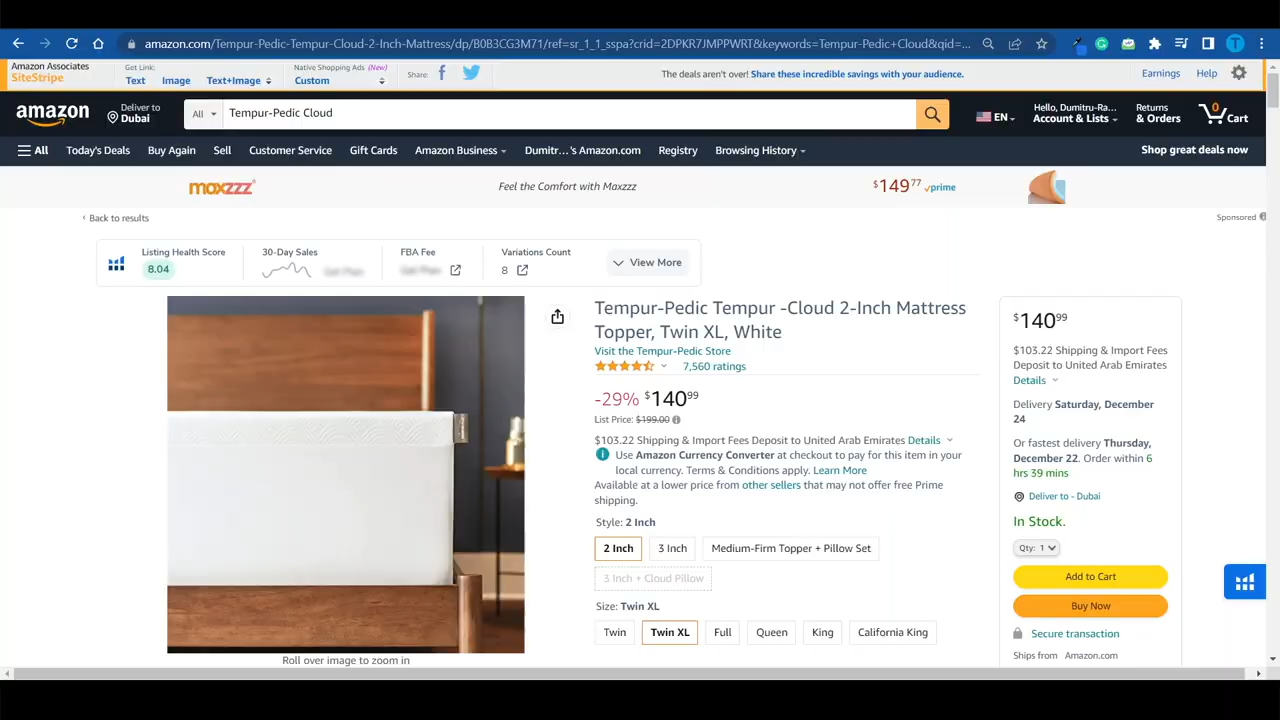 amazon.com/Tempur-Pedic-Tempur-Cloud-2-Inch-Mattress/dp/B0B3CG3M71/ref=sr_1_1_sspa?crid=2DPKR7JMPPWRT&keywords=Tempur-Pedic+Cloud&qid=...
T
Amazon Associates
SiteStripe
Get Link:
Text Image Text+Image
Native Shopping Ads (New)
Custom
Share:
The deals aren't over! Share these incredible savings with your audience.
Earnings Help
amazon
Deliver to
Dubai
All
Tempur-Pedic Cloud
EN
Hello, Dumitru-Ra...
Account & Lists
Returns
& Orders
0
Cart
All Today's Deals Buy Again Sell Customer Service Gift Cards Amazon Business Dumitr...'s Amazon.com Registry Browsing History
Shop great deals now
maxzzz
Feel the Comfort with Maxzzz
$149 77 prime
‹ Back to results
Sponsored
Listing Health Score
8.04
30-Day Sales
FBA Fee
Variations Count
8
View More
Tempur-Pedic Tempur -Cloud 2-Inch Mattress
Topper, Twin XL, White
Visit the Tempur-Pedic Store
7,560 ratings
-29% $140 99
List Price: $199.00
$103.22 Shipping & Import Fees Deposit to United Arab Emirates Details
Use Amazon Currency Converter at checkout to pay for this item in your
local currency. Terms & Conditions apply. Learn More
Available at a lower price from other sellers that may not offer free Prime
shipping.
Style: 2 Inch
2 Inch 3 Inch Medium-Firm Topper + Pillow Set
3 Inch + Cloud Pillow
Size: Twin XL
Twin Twin XL Full Queen King California King
Roll over image to zoom in
$140 99
$103.22 Shipping & Import Fees
Deposit to United Arab Emirates
Details
Delivery Saturday, December
24
Or fastest delivery Thursday,
December 22. Order within 6
hrs 39 mins
Deliver to - Dubai
In Stock.
Qty: 1
Add to Cart
Buy Now
Secure transaction
Ships from Amazon.com